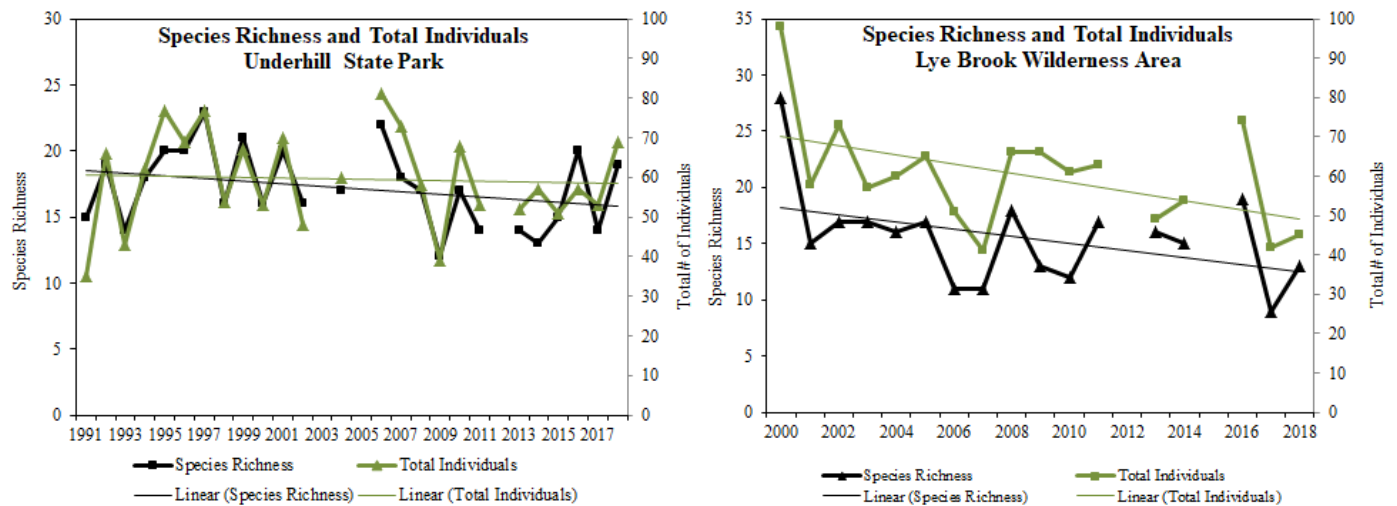 Species Richness and Total Individuals
Underhill State Park
30
25
20
15
10
5
0
Species Richness
100
90
80
70
60
50
40
30
20
10
0
Total # of Individuals
1991 1993 1995 1997 1999 2001 2003 2005 2007 2009 2011 2013 2015 2017
Species Richness Total Individuals
Linear (Species Richness) Linear (Total Individuals)
Species Richness and Total Individuals
Lye Brook Wilderness Area
35
30
25
20
15
10
5
0
Species Richness
100
90
80
70
60
50
40
30
20
10
0
Total # of Individuals
2000 2002 2004 2006 2008 2010 2012 2014 2016 2018
Species Richness Total Individuals
Linear (Species Richness) Linear (Total Individuals)